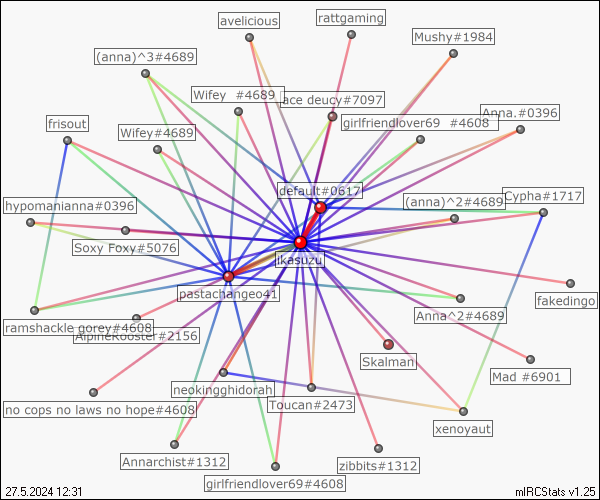 avelicious
rattgaming
Mushy#1984
(anna)^3#4689
Wifey #4689
ace deucy#7097
Anna.#0396
girlfriendlover69 #4608
frisout
Wifey#4689
default#0617
(anna)^2#4689
Cypha#1717
hypomanianna#0396
Soxy Foxy#5076
ikasuzu
pastachangeo41
fakedingo
Anna^2#4689
ramshackle gorey#4608
Skalman
Mad #6901
neokingghidorah
no cops no laws no hope#4608
Toucan#2473
xenoyaut
Annarchist#1312
zibbits#1312
girlfriendlover69#4608
27.5.2024 12:31
mIRCStats v1.25